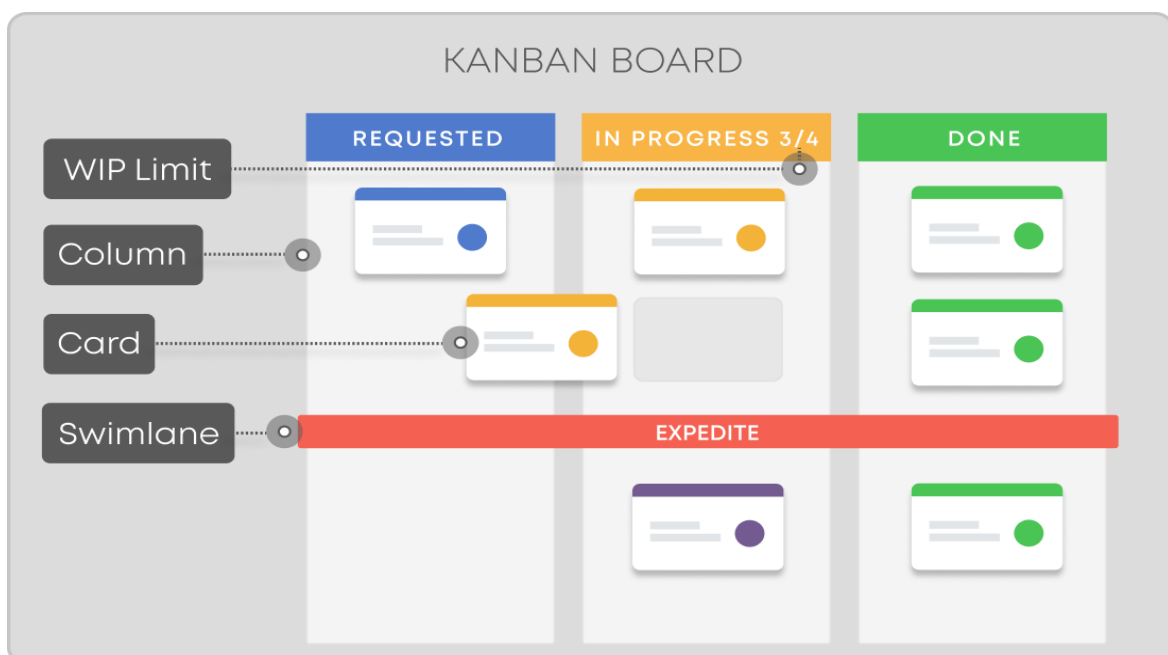 KANBAN BOARD
REQUESTED
IN PROGRESS 3/4
DONE
WIP Limit
Column
Card
Swimlane
EXPEDITE